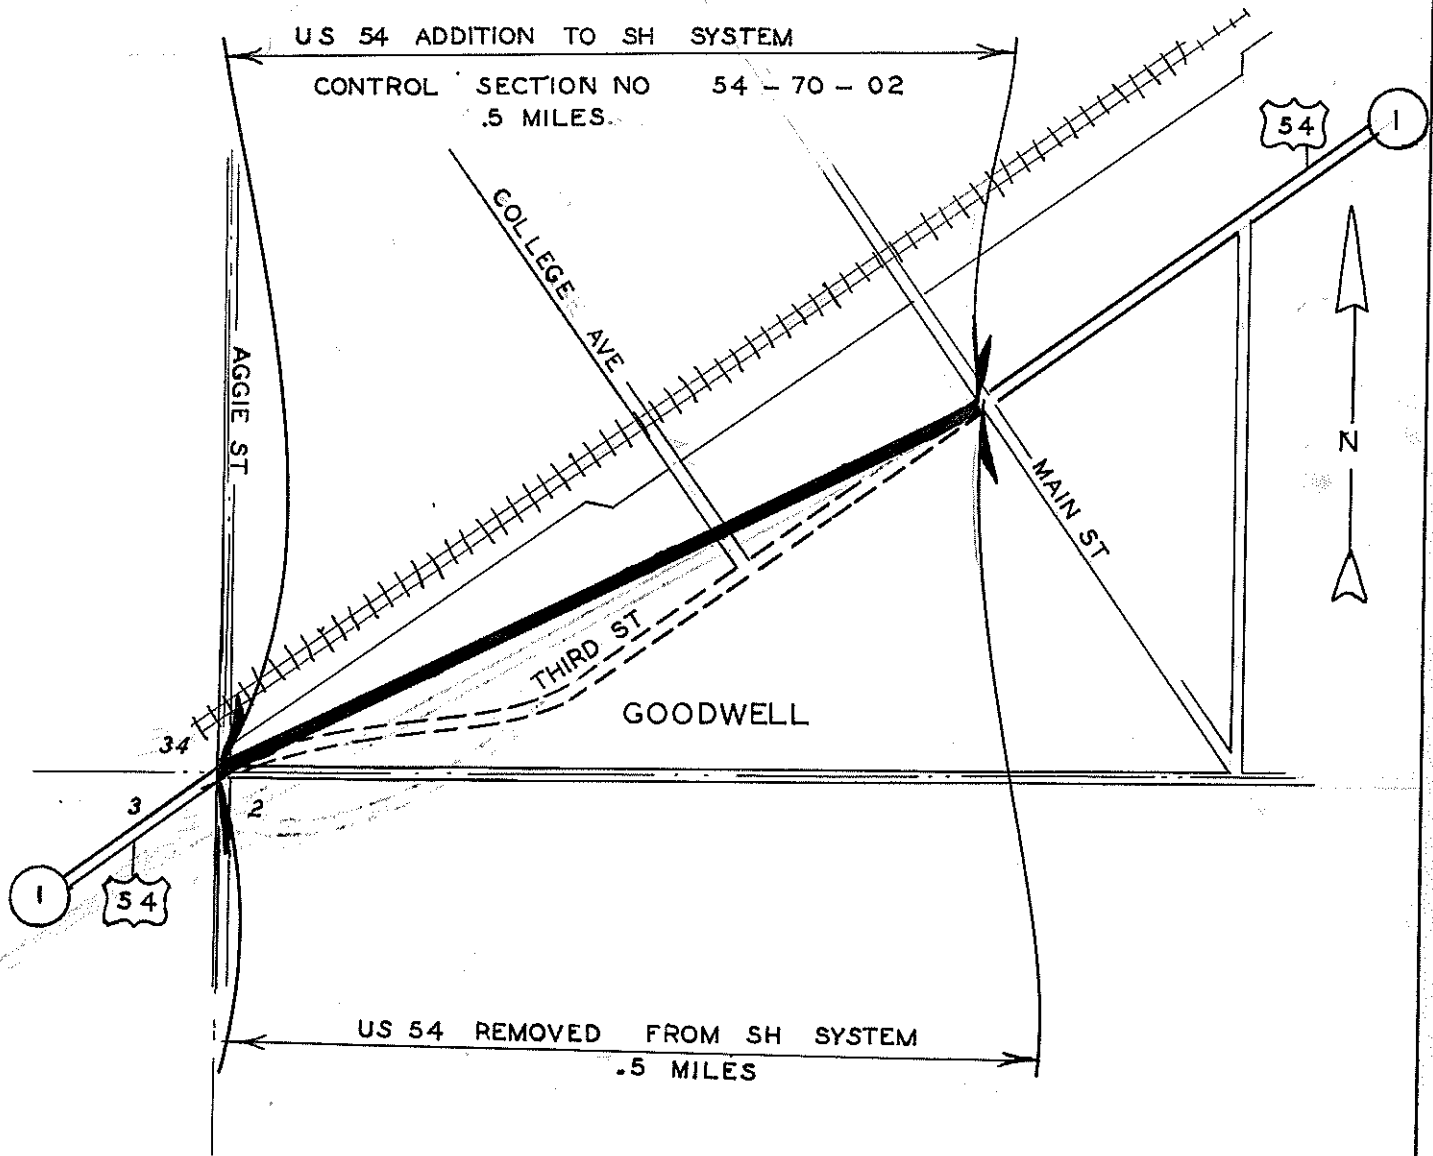 US 54 ADDITION TO SH SYSTEM
CONTROL SECTION NO 54 - 70 - 02
.5 MILES
54
1
COLLEGE AVE
AGGIE ST
N
MAIN ST
THIRD ST
GOODWELL
34
3
2
1
54
US 54 REMOVED FROM SH SYSTEM
.5 MILES